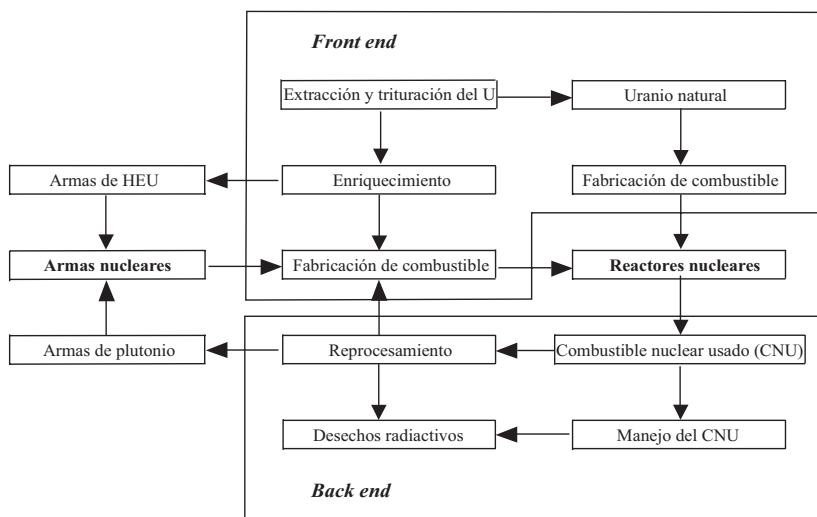 Front end
Extracción y trituración del U
Uranio natural
Armas de HEU
Enriquecimiento
Fabricación de combustible
Armas nucleares
Fabricación de combustible
Reactores nucleares
Armas de plutonio
Reprocesamiento
Combustible nuclear usado (CNU)
Desechos radiactivos
Manejo del CNU
Back end